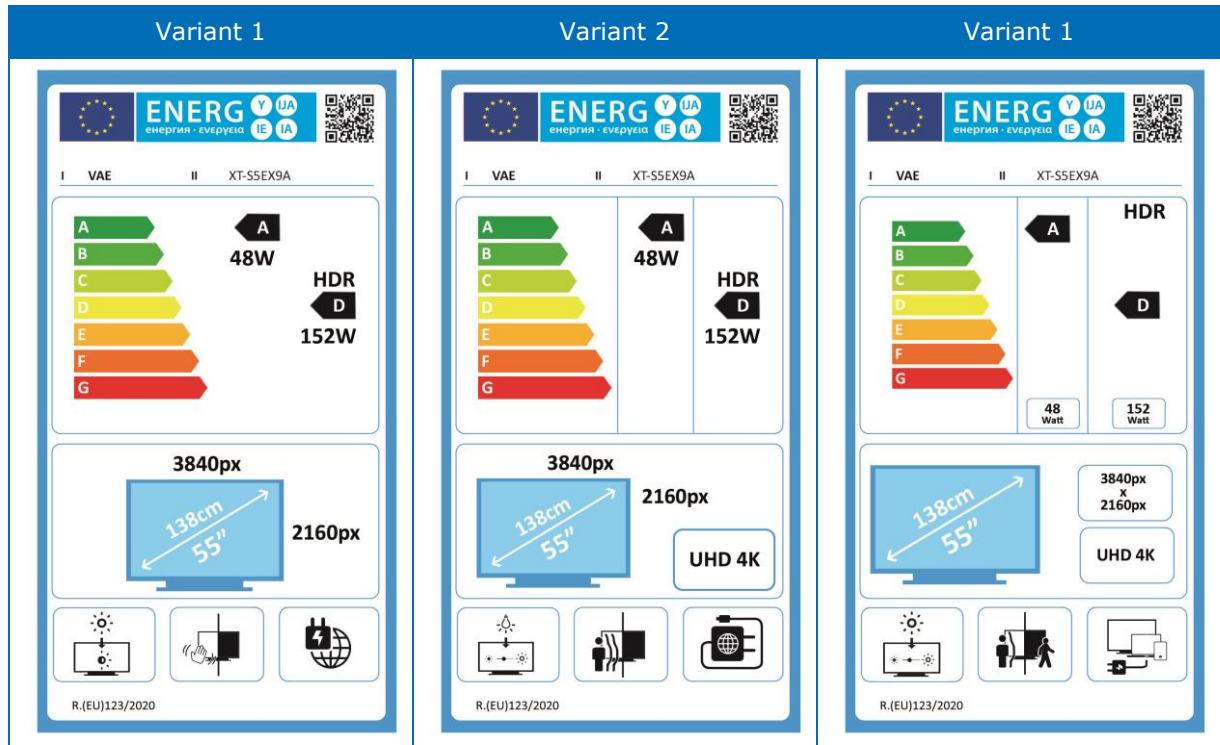 Variant 1
Variant 2
Variant 1
ENERG Y IJA
енергия · ενεργεια IE IA
I VAE II XT-S5EX9A
A
B
C
D
E
F
G
A
48W
HDR
D
152W
3840px
138cm
55"
2160px
R.(EU)123/2020
ENERG Y IJA
енергия · ενεργεια IE IA
I VAE II XT-S5EX9A
A
B
C
D
E
F
G
A
48W
HDR
D
152W
3840px
138cm
55"
2160px
UHD 4K
R.(EU)123/2020
ENERG Y IJA
енергия · ενεργεια IE IA
I VAE II XT-S5EX9A
A
B
C
D
E
F
G
A
HDR
D
48
Watt
152
Watt
138cm
55"
3840px
x
2160px
UHD 4K
R.(EU)123/2020